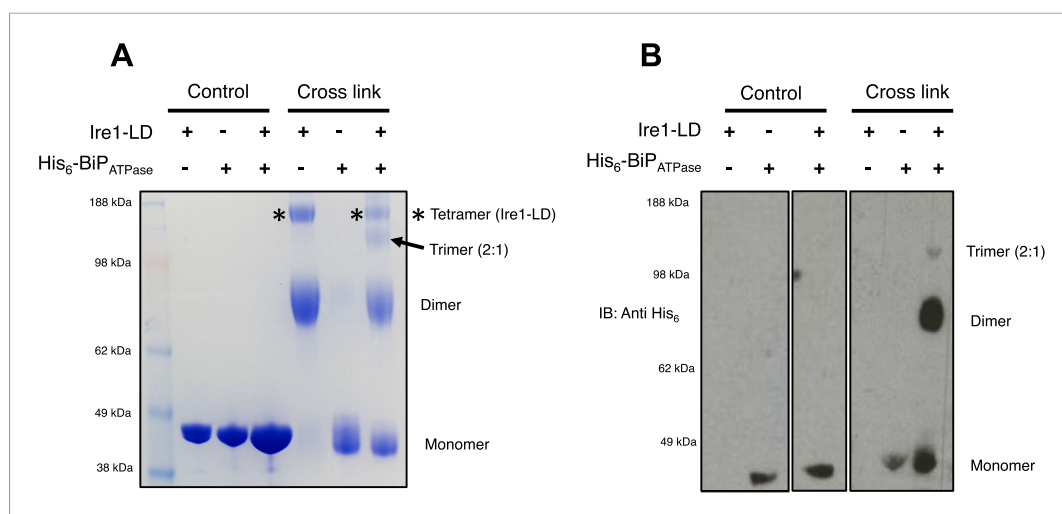 A
Control
Cross link
Ire1-LD
+
-
+
+
-
+
His6-BiPATPase
-
+
+
-
+
+
188 kDa
*
*
* Tetramer (Ire1-LD)
Trimer (2:1)
98 kDa
Dimer
62 kDa
49 kDa
Monomer
38 kDa
B
Control
Cross link
Ire1-LD
+
-
+
+
-
+
His6-BiPATPase
-
+
+
-
+
+
188 kDa
Trimer (2:1)
98 kDa
IB: Anti His6
Dimer
62 kDa
49 kDa
Monomer